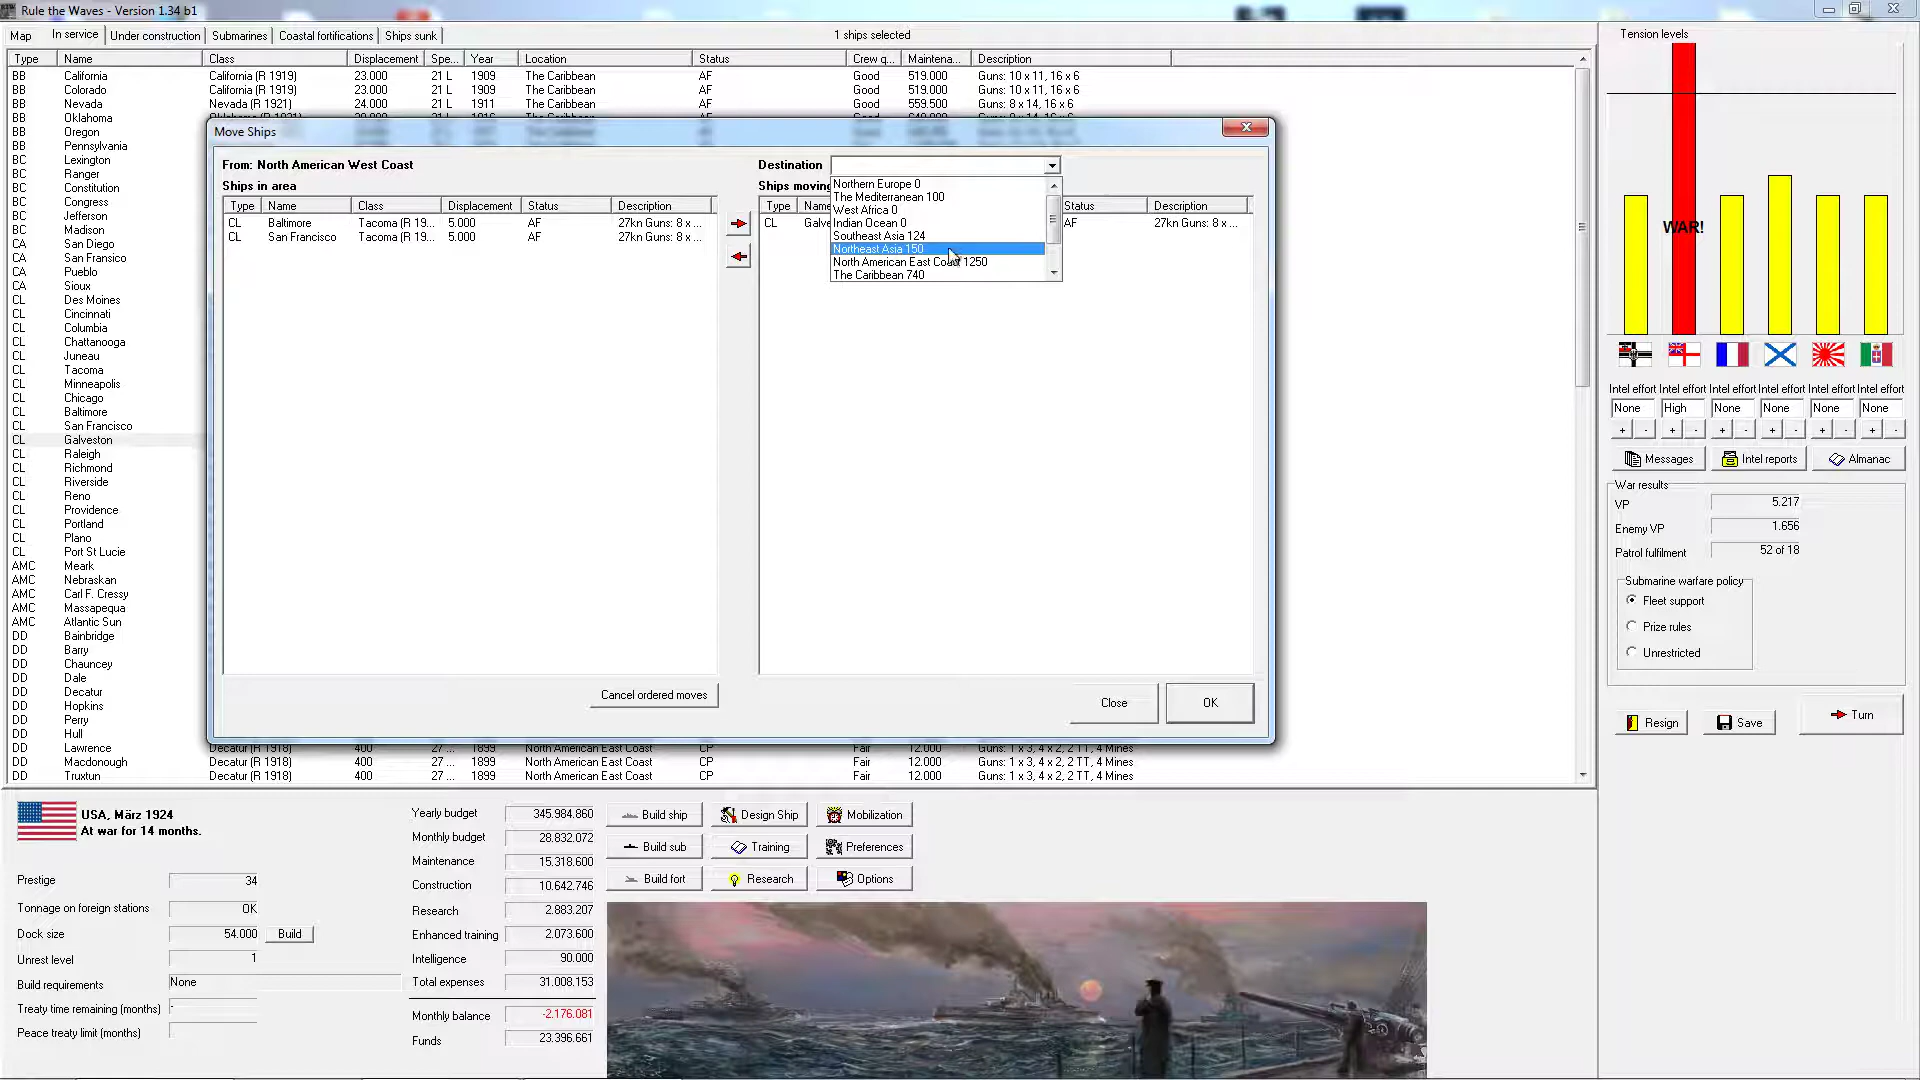 Rule the Waves - Version 1.34 b1
Map In service Under construction Submarines Coastal fortifications Ships sunk 1 ships selected
Type Name Class Displacement Spe... Year Location Status Crew q... Maintena... Description
BB California California (R 1919) 23.000 21 L 1909 The Caribbean AF Good 519.000 Guns: 10 x 11, 16 x 6
BB Colorado California (R 1919) 23.000 21 L 1909 The Caribbean AF Good 519.000 Guns: 10 x 11, 16 x 6
BB Nevada Nevada (R 1921) 24.000 21 L 1911 The Caribbean AF Good 559.500 Guns: 8 x 14, 16 x 6
BB Oklahoma
BB Oregon
BB Pennsylvania
BC Lexington
BC Ranger
BC Constitution
BC Congress
BC Jefferson
BC Madison
CA San Diego
CA San Fransico
CA Pueblo
CA Sioux
CL Des Moines
CL Cincinnati
CL Columbia
CL Chattanooga
CL Juneau
CL Tacoma
CL Minneapolis
CL Chicago
CL Baltimore
CL San Francisco
CL Galveston
CL Raleigh
CL Richmond
CL Riverside
CL Reno
CL Providence
CL Portland
CL Plano
CL Port St Lucie
AMC Meark
AMC Nebraskan
AMC Carl F. Cressy
AMC Massapequa
AMC Atlantic Sun
DD Bainbridge
DD Barry
DD Chauncey
DD Dale
DD Decatur
DD Hopkins
DD Perry
DD Hull
DD Lawrence Decatur (R 1918) 400 27 ... 1899 North American East Coast CP Fair 12.000 Guns: 1 x 3, 4 x 2, 2 TT, 4 Mines
DD Macdonough Decatur (R 1918) 400 27 ... 1899 North American East Coast CP Fair 12.000 Guns: 1 x 3, 4 x 2, 2 TT, 4 Mines
DD Truxtun Decatur (R 1918) 400 27 ... 1899 North American East Coast CP Fair 12.000 Guns: 1 x 3, 4 x 2, 2 TT, 4 Mines
Move Ships
From: North American West Coast
Ships in area
Type Name Class Displacement Status Description
CL Baltimore Tacoma (R 19... 5.000 AF 27kn Guns: 8 x ...
CL San Francisco Tacoma (R 19... 5.000 AF 27kn Guns: 8 x ...
Destination
Ships moving
Type Name Status Description
CL Galve AF 27kn Guns: 8 x ...
Northern Europe 0
The Mediterranean 100
West Africa 0
Indian Ocean 0
Southeast Asia 124
Northeast Asia 150
North American East Coast 1250
The Caribbean 740
Cancel ordered moves
Close OK
Tension levels
WAR!
Intel effort Intel effort Intel effort Intel effort Intel effort Intel effort
None High None None None None
+ - + - + - + - + - + -
Messages Intel reports Almanac
War results
VP 5.217
Enemy VP 1.656
Patrol fulfilment 52 of 18
Submarine warfare policy
Fleet support
Prize rules
Unrestricted
Resign Save Turn
USA, März 1924
At war for 14 months.
Prestige 34
Tonnage on foreign stations OK
Dock size 54.000 Build
Unrest level 1
Build requirements None
Treaty time remaining (months) -
Peace treaty limit (months)
Yearly budget 345.984.860
Monthly budget 28.832.072
Maintenance 15.318.600
Construction 10.642.746
Research 2.883.207
Enhanced training 2.073.600
Intelligence 90.000
Total expenses 31.008.153
Monthly balance -2.176.081
Funds 23.396.661
Build ship Design Ship Mobilization
Build sub Training Preferences
Build fort Research Options